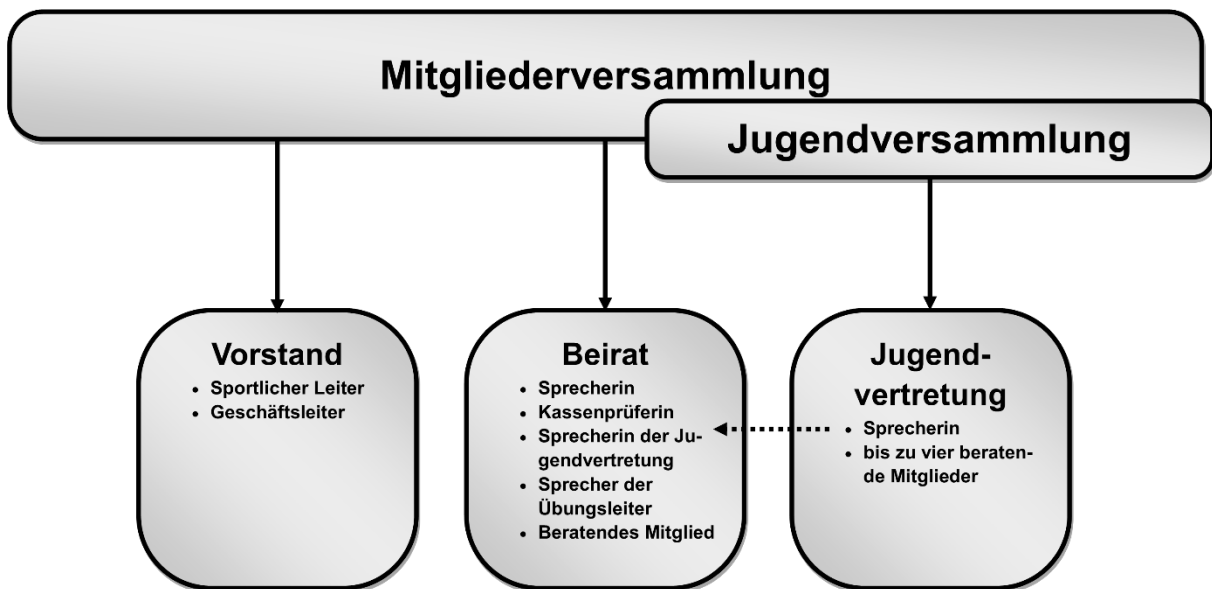 Mitgliederversammlung
Jugendversammlung
Vorstand
• Sportlicher Leiter
• Geschäftsleiter
Beirat
• Sprecherin
• Kassenprüferin
• Sprecherin der Ju-
gendvertretung
• Sprecher der
Übungsleiter
• Beratendes Mitglied
Jugend-
vertretung
• Sprecherin
• bis zu vier beraten-
de Mitglieder